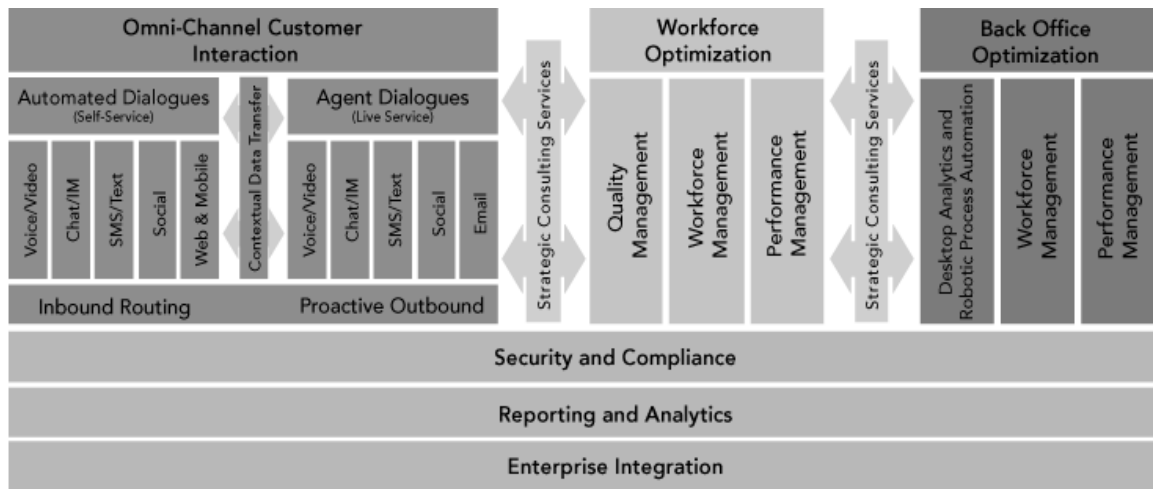 Omni-Channel Customer
Interaction
Automated Dialogues
(Self-Service)
Voice/Video
Chat/IM
SMS/Text
Social
Web & Mobile
Contextual Data Transfer
Agent Dialogues
(Live Service)
Voice/Video
Chat/IM
SMS/Text
Social
Email
Inbound Routing
Proactive Outbound
Strategic Consulting Services
Workforce
Optimization
Quality
Management
Workforce
Management
Performance
Management
Strategic Consulting Services
Back Office
Optimization
Desktop Analytics and
Robotic Process Automation
Workforce
Management
Performance
Management
Security and Compliance
Reporting and Analytics
Enterprise Integration